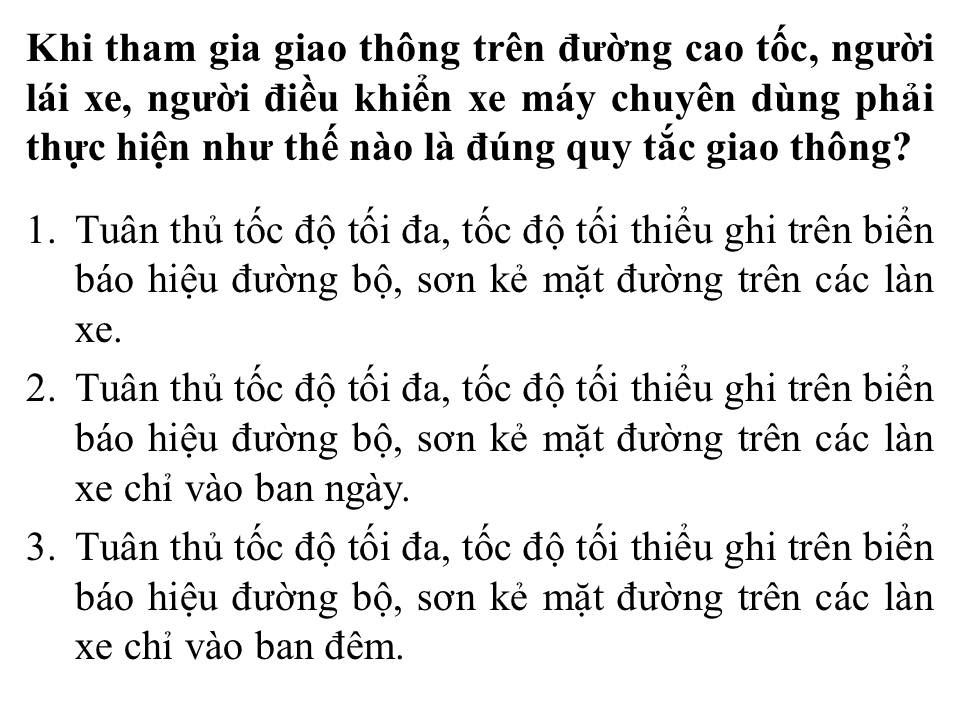 Khi tham gia giao thông trên đường cao tốc, người
lái xe, người điều khiển xe máy chuyên dùng phải
thực hiện như thế nào là đúng quy tắc giao thông?
1. Tuân thủ tốc độ tối đa, tốc độ tối thiểu ghi trên biển
báo hiệu đường bộ, sơn kẻ mặt đường trên các làn
xe.
2. Tuân thủ tốc độ tối đa, tốc độ tối thiểu ghi trên biển
báo hiệu đường bộ, sơn kẻ mặt đường trên các làn
xe chỉ vào ban ngày.
3. Tuân thủ tốc độ tối đa, tốc độ tối thiểu ghi trên biển
báo hiệu đường bộ, sơn kẻ mặt đường trên các làn
xe chỉ vào ban đêm.